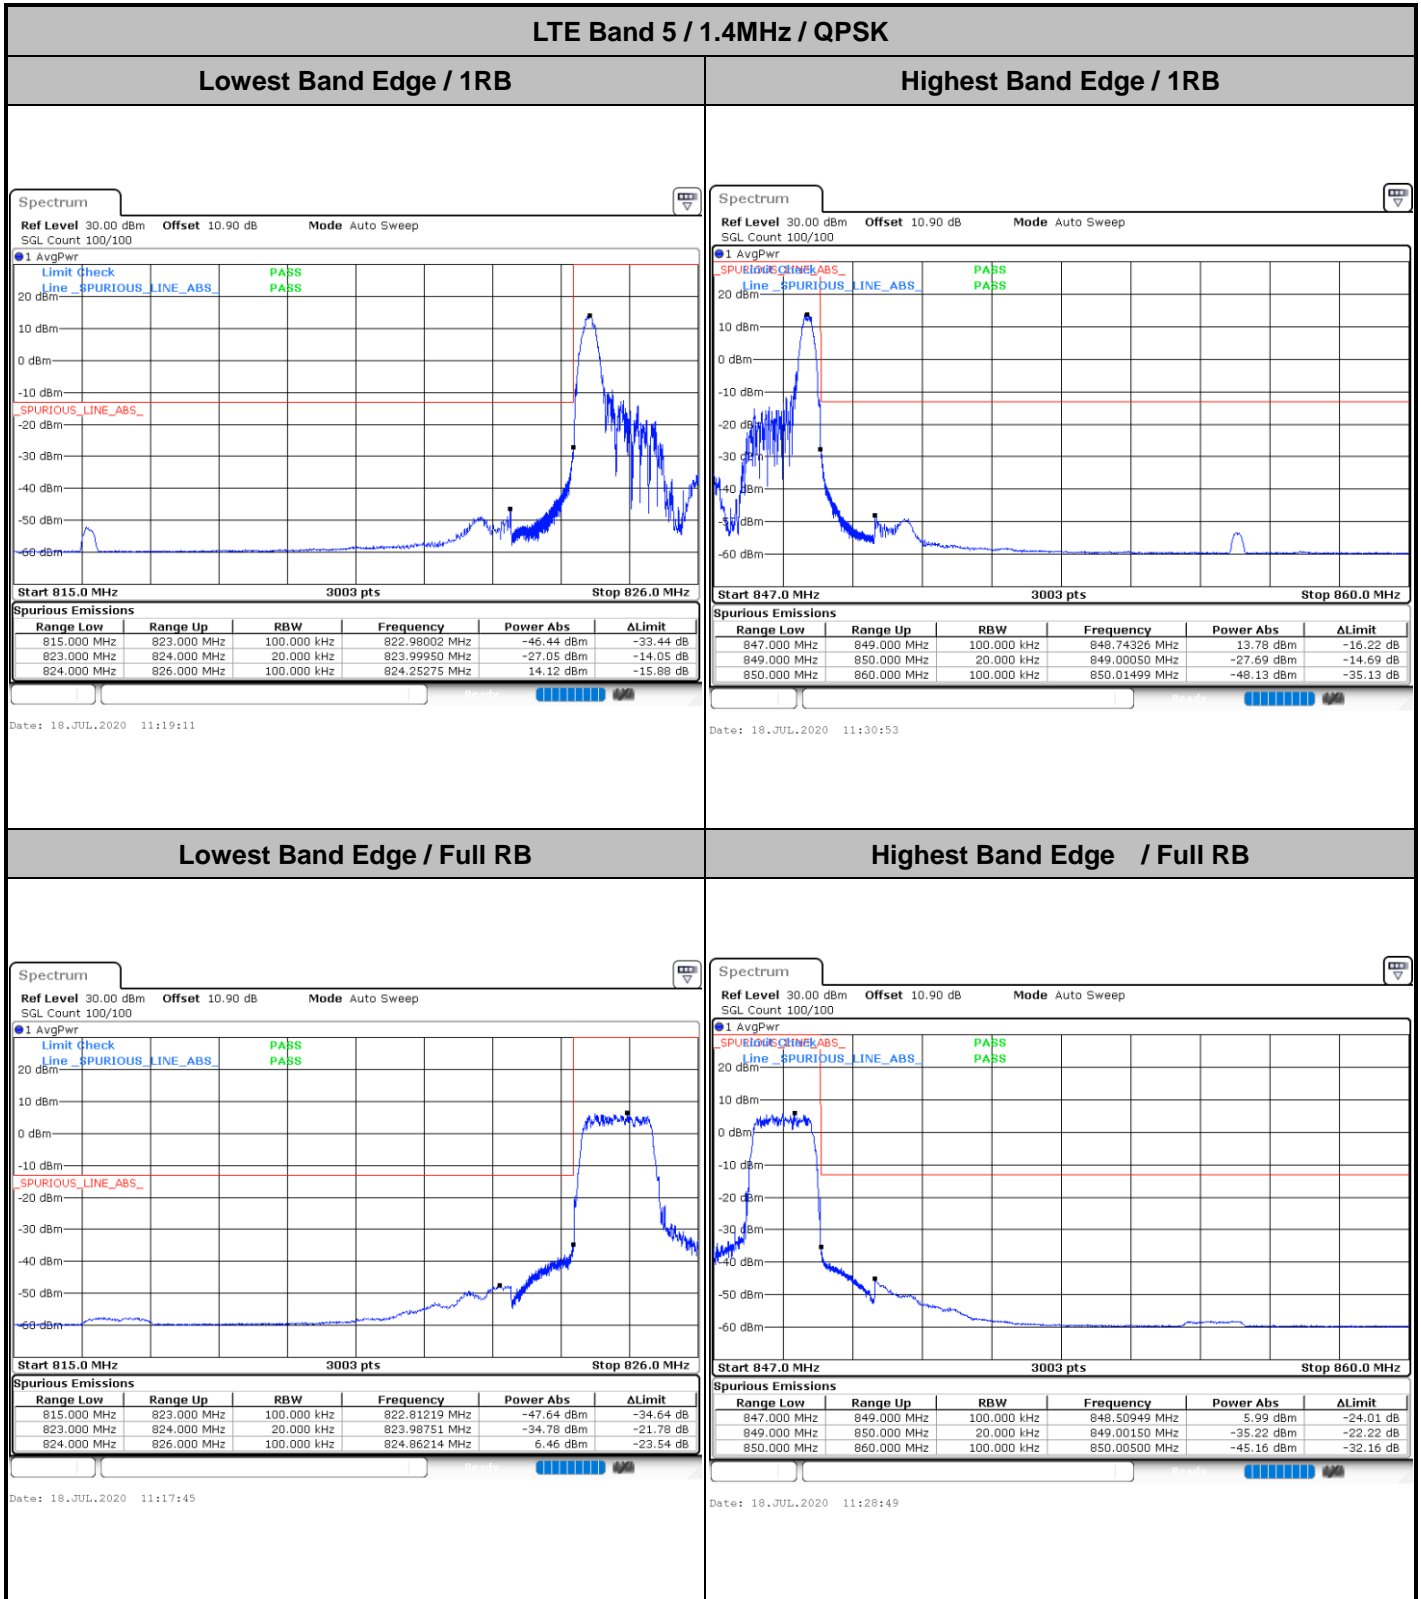 LTE Band 5 / 1.4MHz / QPSK
Lowest Band Edge / 1RB
Highest Band Edge / 1RB
Spectrum
Ref Level 30.00 dBm Offset 10.90 dB Mode Auto Sweep
SGL Count 100/100
1 AvgPwr
Limit Check PASS
Line _SPURIOUS_LINE_ABS_ PASS
20 dBm
10 dBm
0 dBm
-10 dBm
_SPURIOUS_LINE_ABS_
-20 dBm
-30 dBm
-40 dBm
-50 dBm
-60 dBm
Start 815.0 MHz 3003 pts Stop 826.0 MHz
Spurious Emissions
Range Low Range Up RBW Frequency Power Abs ΔLimit
815.000 MHz 823.000 MHz 100.000 kHz 822.98002 MHz -46.44 dBm -33.44 dB
823.000 MHz 824.000 MHz 20.000 kHz 823.99950 MHz -27.05 dBm -14.05 dB
824.000 MHz 826.000 MHz 100.000 kHz 824.25275 MHz 14.12 dBm -15.88 dB
Ready
Date: 18.JUL.2020 11:19:11
Spectrum
Ref Level 30.00 dBm Offset 10.90 dB Mode Auto Sweep
SGL Count 100/100
1 AvgPwr
_SPURIOUS_LINE_ABS_
Limit Check PASS
Line _SPURIOUS_LINE_ABS_ PASS
20 dBm
10 dBm
0 dBm
-10 dBm
-20 dBm
-30 dBm
-40 dBm
-50 dBm
-60 dBm
Start 847.0 MHz 3003 pts Stop 860.0 MHz
Spurious Emissions
Range Low Range Up RBW Frequency Power Abs ΔLimit
847.000 MHz 849.000 MHz 100.000 kHz 848.74326 MHz 13.78 dBm -16.22 dB
849.000 MHz 850.000 MHz 20.000 kHz 849.00050 MHz -27.69 dBm -14.69 dB
850.000 MHz 860.000 MHz 100.000 kHz 850.01499 MHz -48.13 dBm -35.13 dB
Ready
Date: 18.JUL.2020 11:30:53
Lowest Band Edge / Full RB
Highest Band Edge / Full RB
Spectrum
Ref Level 30.00 dBm Offset 10.90 dB Mode Auto Sweep
SGL Count 100/100
1 AvgPwr
Limit Check PASS
Line _SPURIOUS_LINE_ABS_ PASS
20 dBm
10 dBm
0 dBm
-10 dBm
_SPURIOUS_LINE_ABS_
-20 dBm
-30 dBm
-40 dBm
-50 dBm
-60 dBm
Start 815.0 MHz 3003 pts Stop 826.0 MHz
Spurious Emissions
Range Low Range Up RBW Frequency Power Abs ΔLimit
815.000 MHz 823.000 MHz 100.000 kHz 822.81219 MHz -47.64 dBm -34.64 dB
823.000 MHz 824.000 MHz 20.000 kHz 823.98751 MHz -34.78 dBm -21.78 dB
824.000 MHz 826.000 MHz 100.000 kHz 824.86214 MHz 6.46 dBm -23.54 dB
Ready
Date: 18.JUL.2020 11:17:45
Spectrum
Ref Level 30.00 dBm Offset 10.90 dB Mode Auto Sweep
SGL Count 100/100
1 AvgPwr
_SPURIOUS_LINE_ABS_
Limit Check PASS
Line _SPURIOUS_LINE_ABS_ PASS
20 dBm
10 dBm
0 dBm
-10 dBm
-20 dBm
-30 dBm
-40 dBm
-50 dBm
-60 dBm
Start 847.0 MHz 3003 pts Stop 860.0 MHz
Spurious Emissions
Range Low Range Up RBW Frequency Power Abs ΔLimit
847.000 MHz 849.000 MHz 100.000 kHz 848.50949 MHz 5.99 dBm -24.01 dB
849.000 MHz 850.000 MHz 20.000 kHz 849.00150 MHz -35.22 dBm -22.22 dB
850.000 MHz 860.000 MHz 100.000 kHz 850.00500 MHz -45.16 dBm -32.16 dB
Ready
Date: 18.JUL.2020 11:28:49